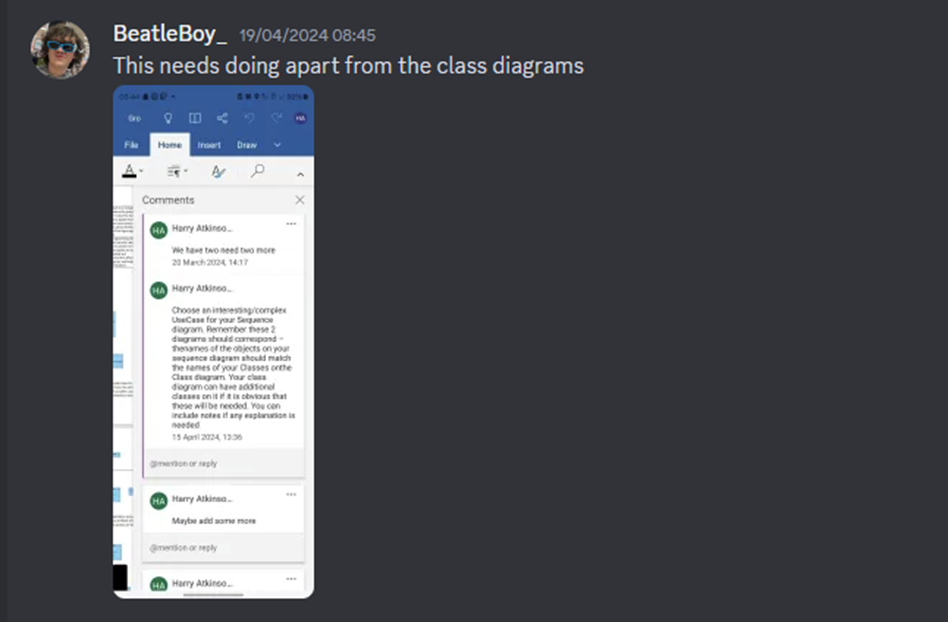 BeatleBoy_ 19/04/2024 08:45
This needs doing apart from the class diagrams
Gro
HA
File Home Insert Draw
A
Comments
HA Harry Atkinso...
We have two need two more
20 March 2024, 14:17
HA Harry Atkinso...
Choose an interesting/complex
UseCase for your Sequence
diagram. Remember these 2
diagrams should correspond –
thenames of the objects on your
sequence diagram should match
the names of your Classes onthe
Class diagram. Your class
diagram can have additional
classes on it if it is obvious that
these will be needed. You can
include notes if any explanation is
needed
15 April 2024, 13:36
@mention or reply
HA Harry Atkinso...
Maybe add some more
@mention or reply
HA Harry Atkinso...